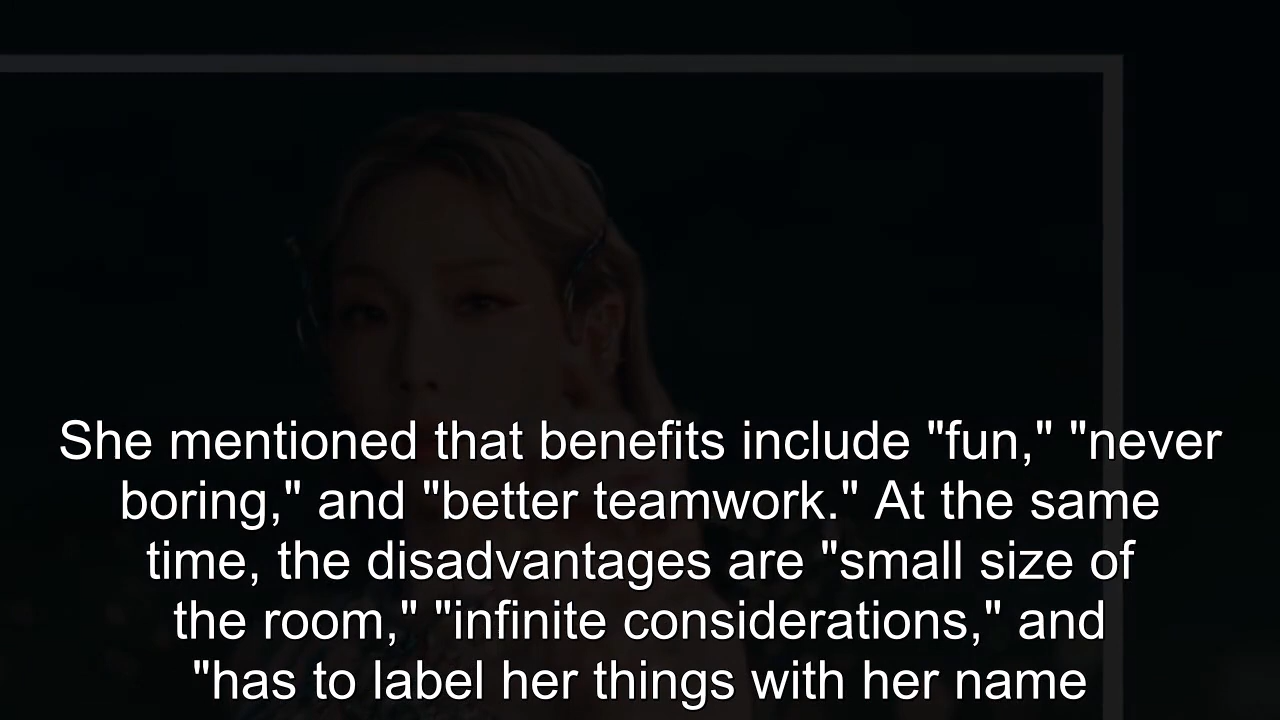 She mentioned that benefits include "fun," "never
boring," and "better teamwork." At the same
time, the disadvantages are "small size of
the room," "infinite considerations," and
"has to label her things with her name